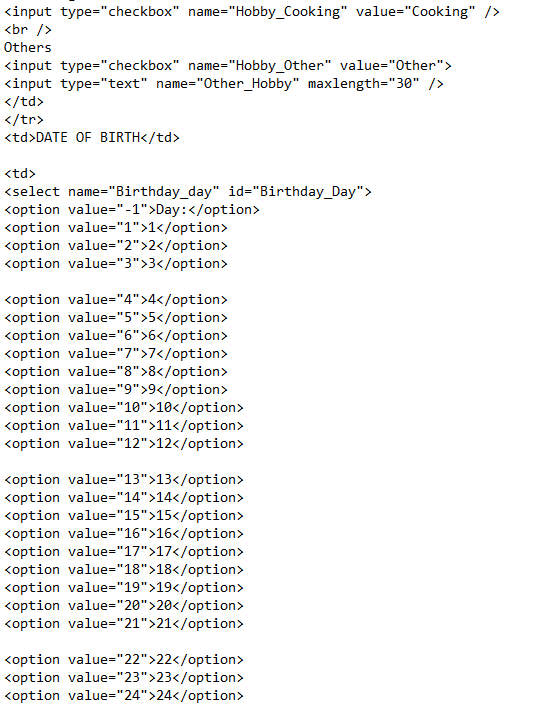 <input type="checkbox" name="Hobby_Cooking" value="Cooking" />
<br />
Others
<input type="checkbox" name="Hobby_Other" value="Other">
<input type="text" name="Other_Hobby" maxlength="30" />
</td>
</tr>
<td>DATE OF BIRTH</td>
<td>
<select name="Birthday_day" id="Birthday_Day">
<option value="-1">Day:</option>
<option value="1">1</option>
<option value="2">2</option>
<option value="3">3</option>
<option value="4">4</option>
<option value="5">5</option>
<option value="6">6</option>
<option value="7">7</option>
<option value="8">8</option>
<option value="9">9</option>
<option value="10">10</option>
<option value="11">11</option>
<option value="12">12</option>
<option value="13">13</option>
<option value="14">14</option>
<option value="15">15</option>
<option value="16">16</option>
<option value="17">17</option>
<option value="18">18</option>
<option value="19">19</option>
<option value="20">20</option>
<option value="21">21</option>
<option value="22">22</option>
<option value="23">23</option>
<option value="24">24</option>